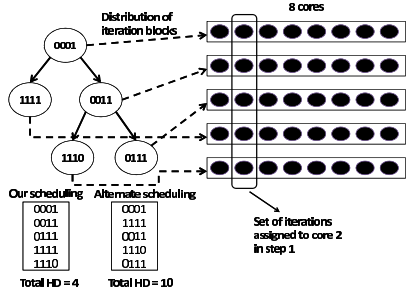 Distribution of
iteration blocks
8 cores
0001
1111
0011
1110
0111
Our scheduling
0001
0011
0111
1111
1110
Total HD = 4
Alternate scheduling
0001
1111
0011
1110
0111
Total HD = 10
Set of iterations
assigned to core 2
in step 1